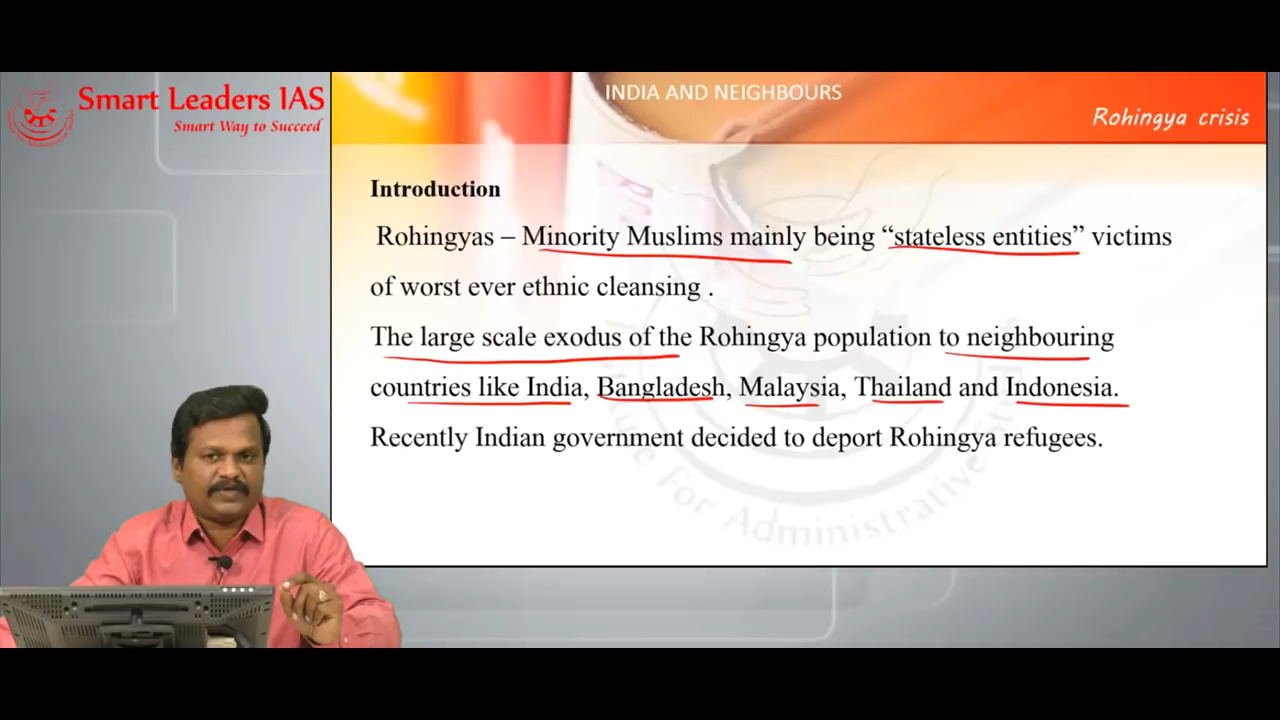 Smart Leaders IAS
Smart Way to Succeed
INDIA AND NEIGHBOURS
Rohingya crisis
Introduction
Rohingyas – Minority Muslims mainly being “stateless entities” victims
of worst ever ethnic cleansing .
The large scale exodus of the Rohingya population to neighbouring
countries like India, Bangladesh, Malaysia, Thailand and Indonesia.
Recently Indian government decided to deport Rohingya refugees.
For Administrative